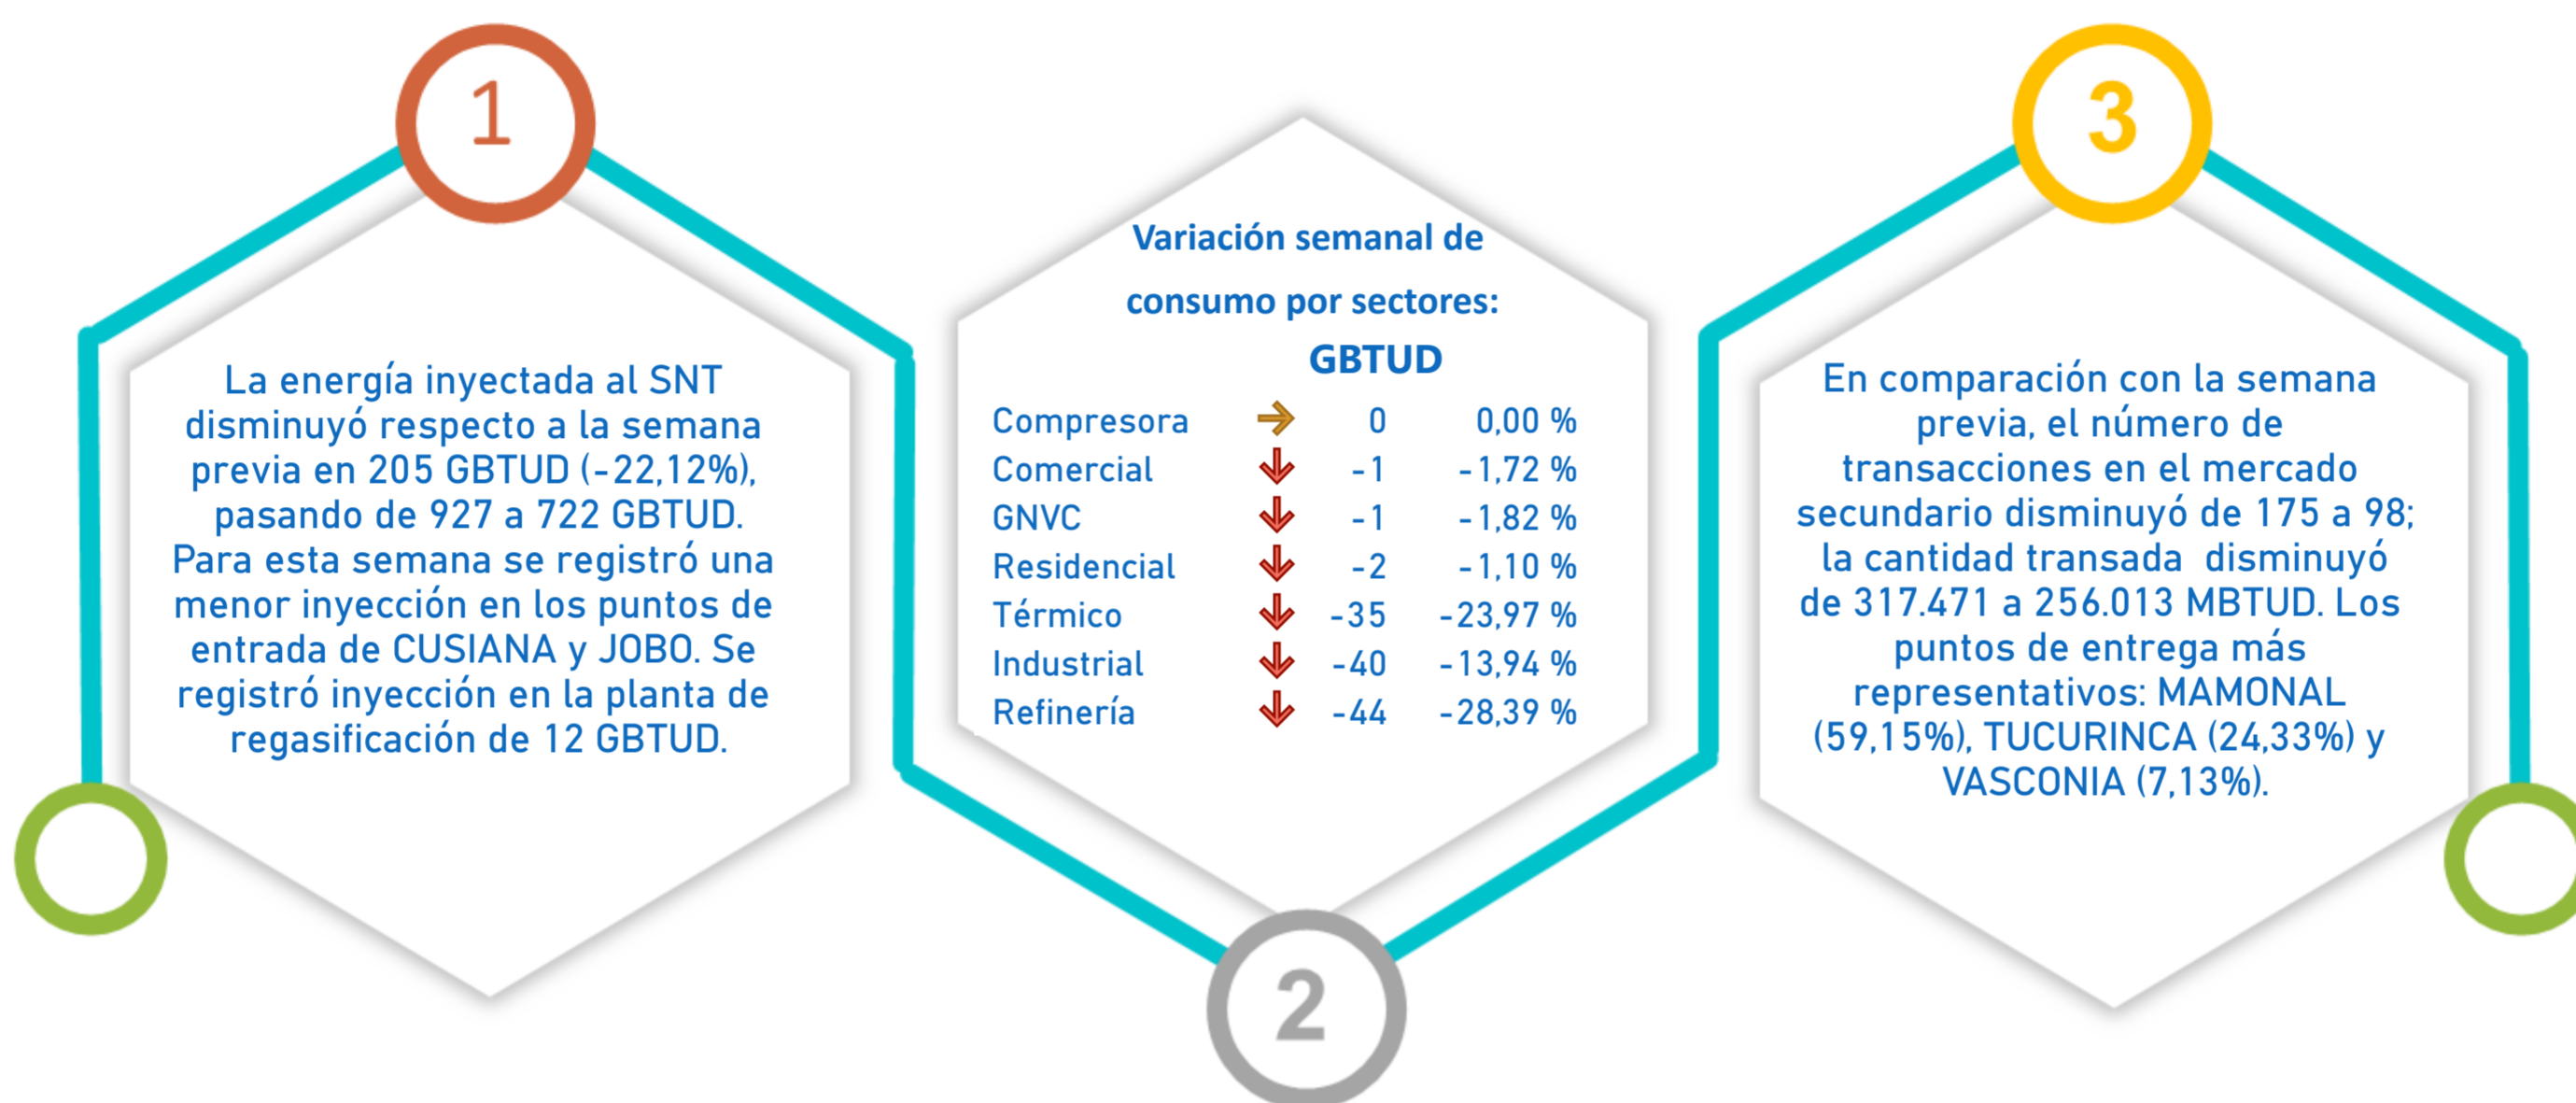 1
La energía inyectada al SNT
disminuyó respecto a la semana
previa en 205 GBTUD (-22,12%),
pasando de 927 a 722 GBTUD.
Para esta semana se registró una
menor inyección en los puntos de
entrada de CUSIANA y JOBO. Se
registró inyección en la planta de
regasificación de 12 GBTUD.
Variación semanal de
consumo por sectores:
GBTUD
Compresora → 0 0,00 %
Comercial ↓ -1 -1,72 %
GNVC ↓ -1 -1,82 %
Residencial ↓ -2 -1,10 %
Térmico ↓ -35 -23,97 %
Industrial ↓ -40 -13,94 %
Refinería ↓ -44 -28,39 %
2
3
En comparación con la semana
previa, el número de
transacciones en el mercado
secundario disminuyó de 175 a 98;
la cantidad transada disminuyó
de 317.471 a 256.013 MBTUD. Los
puntos de entrega más
representativos: MAMONAL
(59,15%), TUCURINCA (24,33%) y
VASCONIA (7,13%).